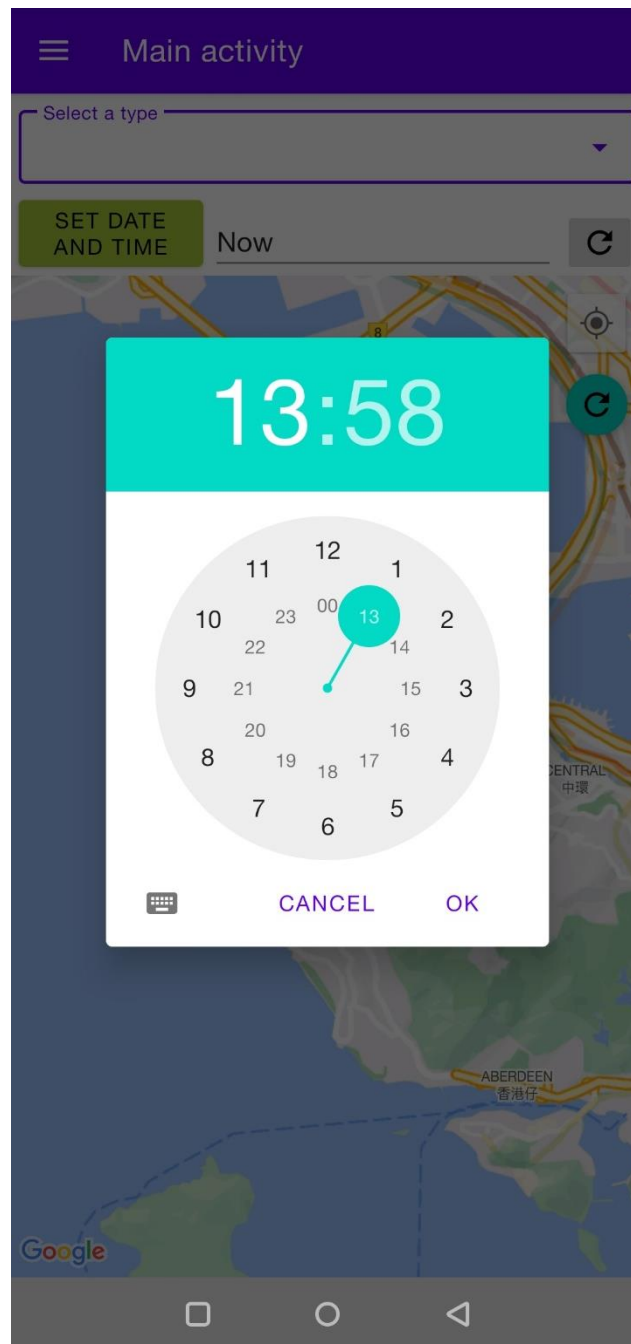 Main activity
Select a type
SET DATE
AND TIME
Now
8
13:58
12
11
1
00
23
13
10
2
22
14
9
21
15
3
20
16
8
19
17
4
18
7
5
6
CENTRAL
中環
CANCEL
OK
ABERDEEN
香港仔
Google